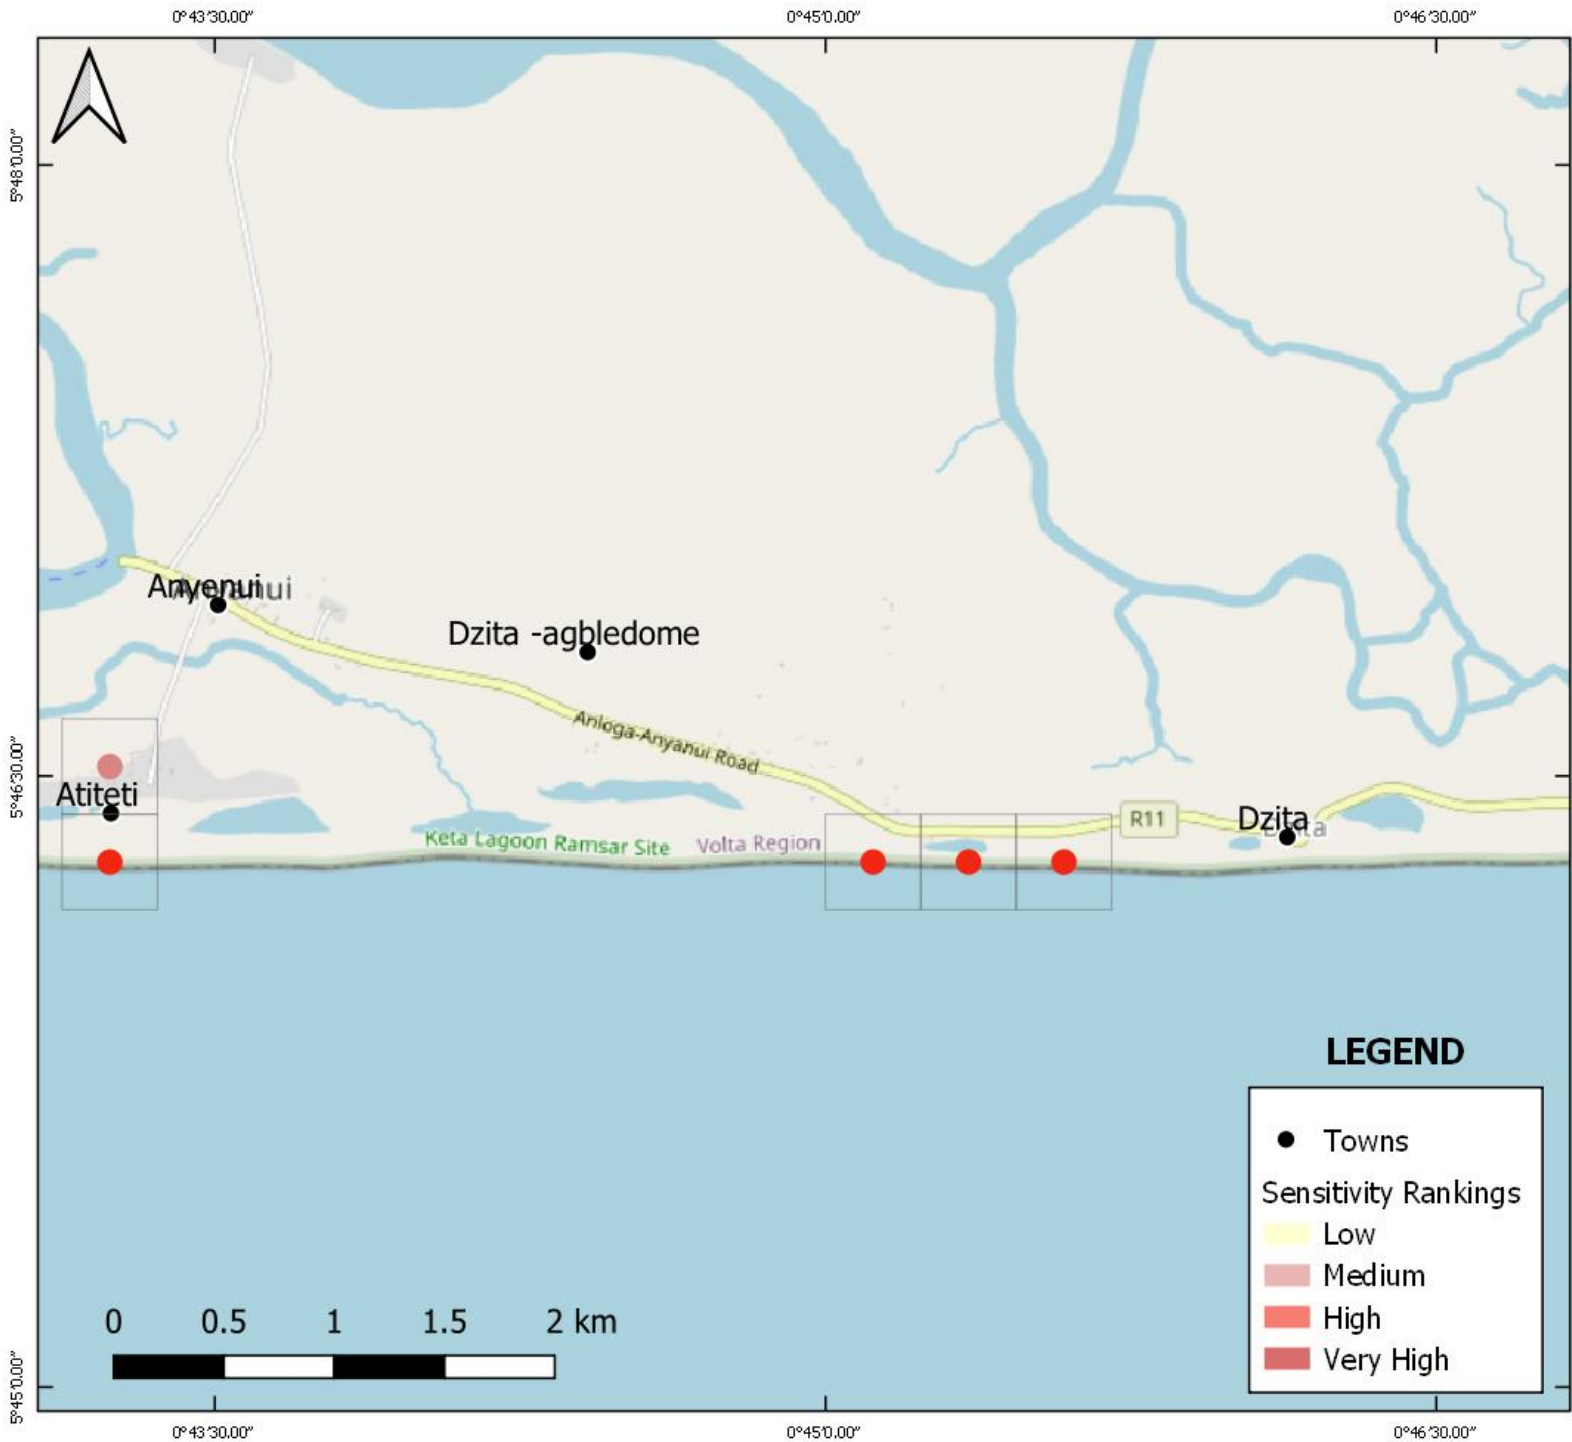 0°43'30.00"
0°45'0.00"
0°46'30.00"
5°48'0.00"
Anyenui
Dzita -agbledome
Anloga-Anyanui Road
5°46'30.00"
Atiteti
R11
Dzita
Keta Lagoon Ramsar Site
Volta Region
LEGEND
Towns
Sensitivity Rankings
Low
Medium
High
Very High
0 0.5 1 1.5 2 km
5°45'0.00"
0°43'30.00"
0°45'0.00"
0°46'30.00"